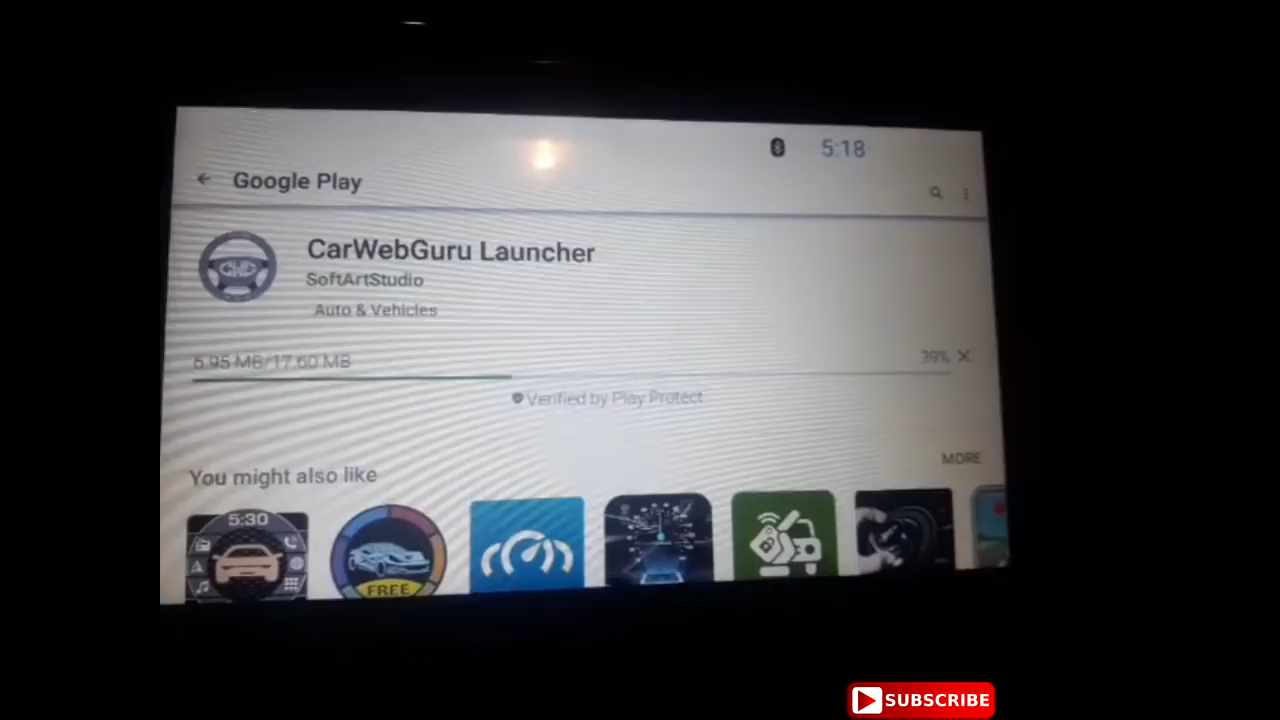 5:18
Google Play
CarWebGuru Launcher
SoftArtStudio
Auto & Vehicles
6.95 MB/17.60 MB
39%
Verified by Play Protect
You might also like
MORE
5:30
FREE
SUBSCRIBE